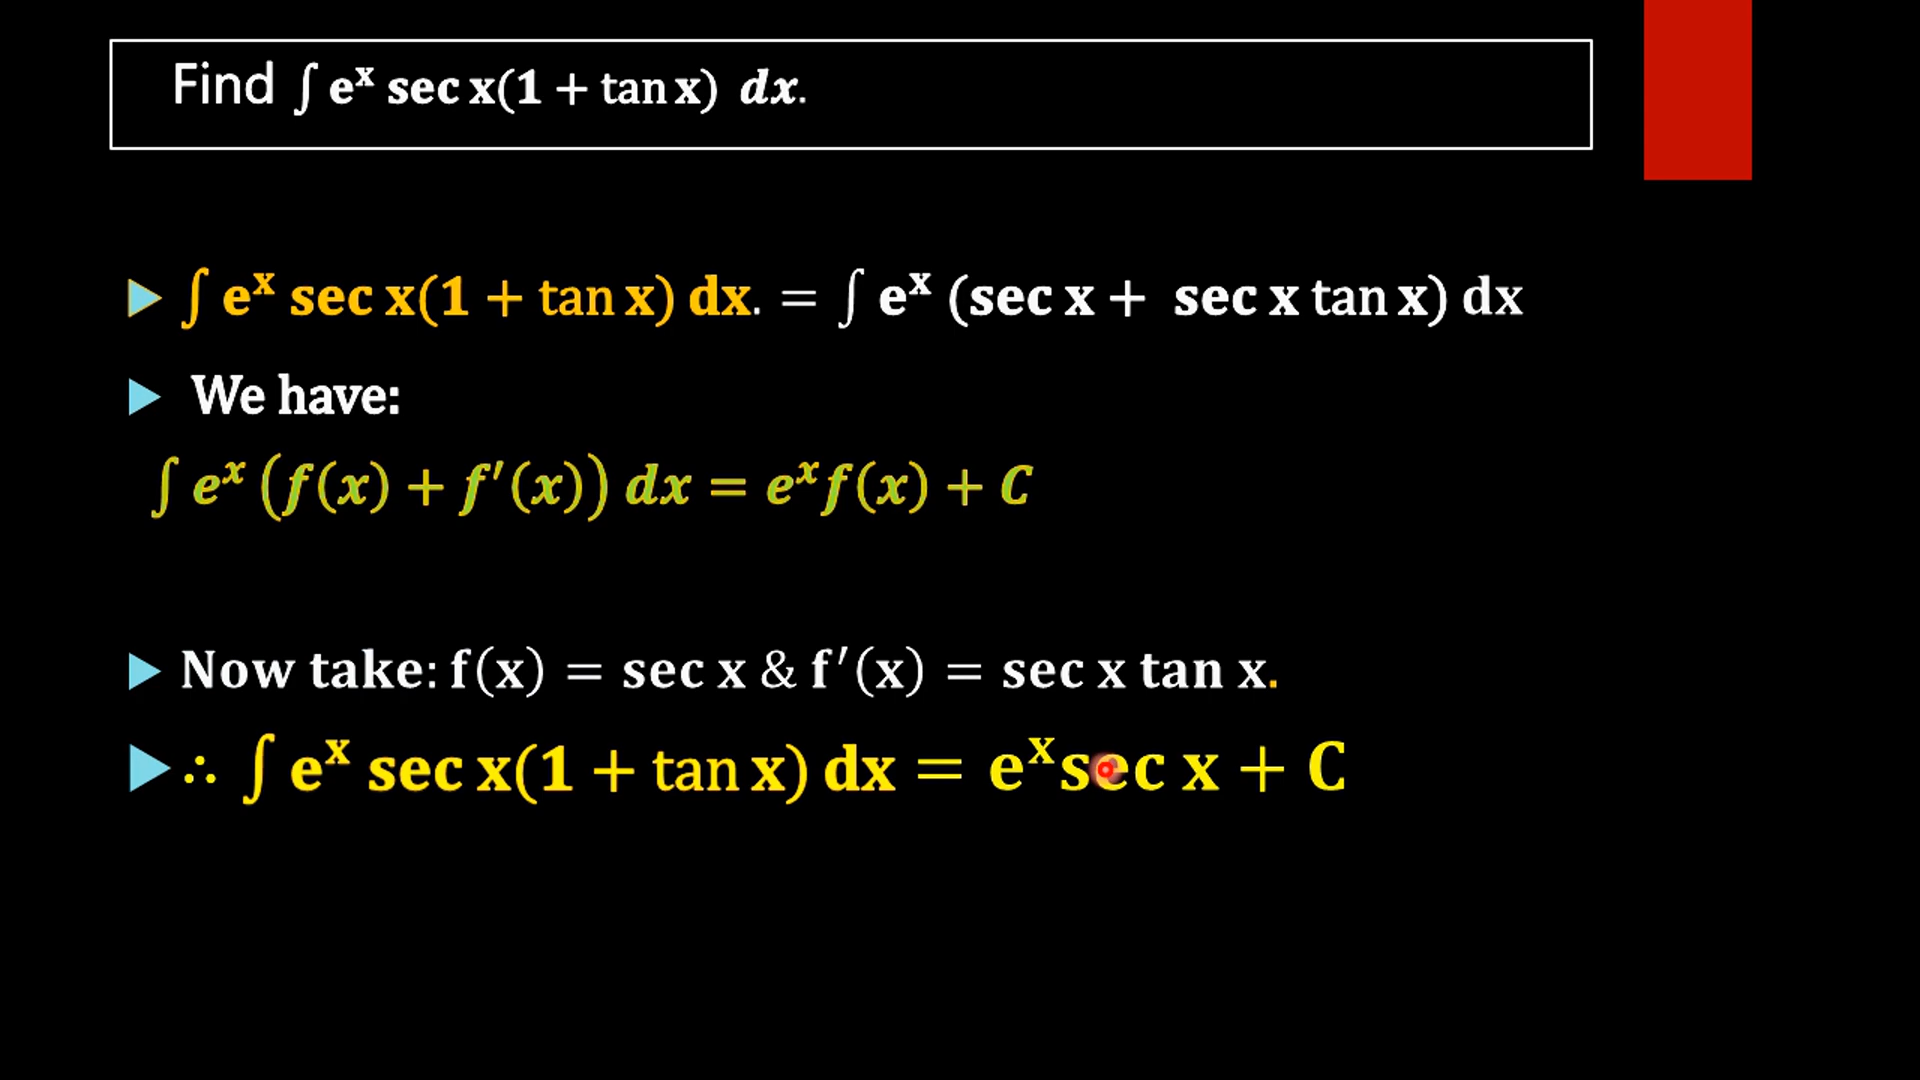 Find ∫ eˣ sec x(1 + tan x) dx.
∫ eˣ sec x(1 + tan x) dx. = ∫ eˣ (sec x + sec x tan x) dx
We have:
∫ eˣ (f(x) + f′(x)) dx = eˣf(x) + C
Now take: f(x) = sec x & f′(x) = sec x tan x.
∴ ∫ eˣ sec x(1 + tan x) dx = eˣsec x + C